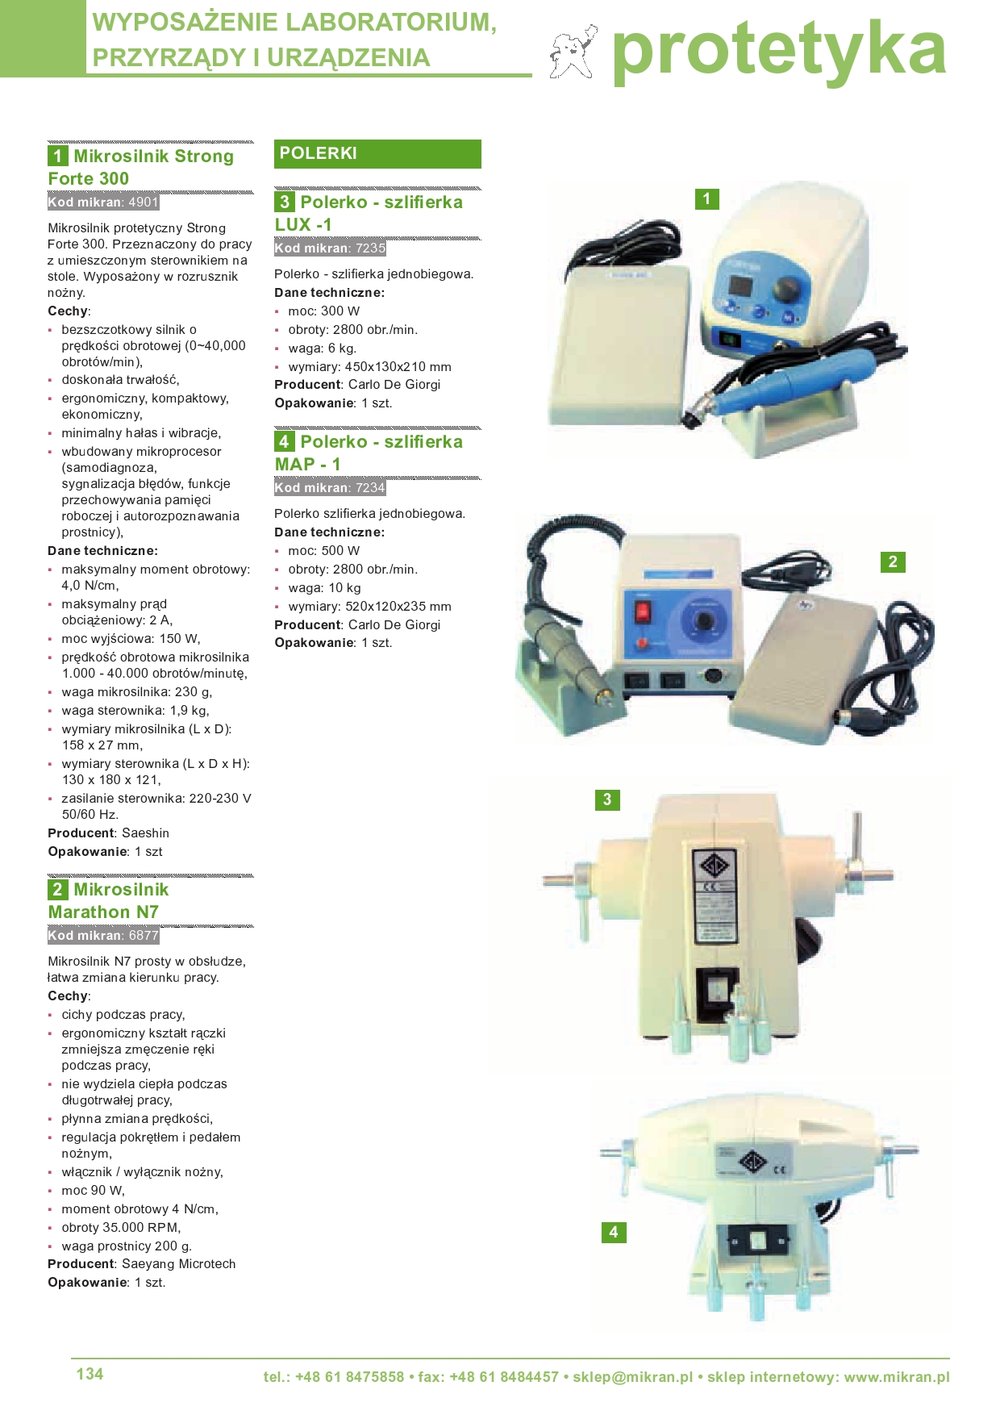 WYPOSAŻENIE LABORATORIUM,
PRZYRZĄDY I URZĄDZENIA
protetyka
1 Mikrosilnik Strong
Forte 300
Kod mikran: 4901
Mikrosilnik protetyczny Strong
Forte 300. Przeznaczony do pracy
z umieszczonym sterownikiem na
stole. Wyposażony w rozrusznik
nożny.
Cechy:
▪ bezszczotkowy silnik o
prędkości obrotowej (0~40,000
obrotów/min),
▪ doskonała trwałość,
▪ ergonomiczny, kompaktowy,
ekonomiczny,
▪ minimalny hałas i wibracje,
▪ wbudowany mikroprocesor
(samodiagnoza,
sygnalizacja błędów, funkcje
przechowywania pamięci
roboczej i autorozpoznawania
prostnicy),
Dane techniczne:
▪ maksymalny moment obrotowy:
4,0 N/cm,
▪ maksymalny prąd
obciążeniowy: 2 A,
▪ moc wyjściowa: 150 W,
▪ prędkość obrotowa mikrosilnika
1.000 - 40.000 obrotów/minutę,
▪ waga mikrosilnika: 230 g,
▪ waga sterownika: 1,9 kg,
▪ wymiary mikrosilnika (L x D):
158 x 27 mm,
▪ wymiary sterownika (L x D x H):
130 x 180 x 121,
▪ zasilanie sterownika: 220-230 V
50/60 Hz.
Producent: Saeshin
Opakowanie: 1 szt
2 Mikrosilnik
Marathon N7
Kod mikran: 6877
Mikrosilnik N7 prosty w obsłudze,
łatwa zmiana kierunku pracy.
Cechy:
▪ cichy podczas pracy,
▪ ergonomiczny kształt rączki
zmniejsza zmęczenie ręki
podczas pracy,
▪ nie wydziela ciepła podczas
długotrwałej pracy,
▪ płynna zmiana prędkości,
▪ regulacja pokrętłem i pedałem
nożnym,
▪ włącznik / wyłącznik nożny,
▪ moc 90 W,
▪ moment obrotowy 4 N/cm,
▪ obroty 35.000 RPM,
▪ waga prostnicy 200 g.
Producent: Saeyang Microtech
Opakowanie: 1 szt.
POLERKI
3 Polerko - szlifierka
LUX -1
Kod mikran: 7235
Polerko - szlifierka jednobiegowa.
Dane techniczne:
▪ moc: 300 W
▪ obroty: 2800 obr./min.
▪ waga: 6 kg.
▪ wymiary: 450x130x210 mm
Producent: Carlo De Giorgi
Opakowanie: 1 szt.
4 Polerko - szlifierka
MAP - 1
Kod mikran: 7234
Polerko szlifierka jednobiegowa.
Dane techniczne:
▪ moc: 500 W
▪ obroty: 2800 obr./min.
▪ waga: 10 kg
▪ wymiary: 520x120x235 mm
Producent: Carlo De Giorgi
Opakowanie: 1 szt.
1
2
3
CE
4
CE
134
tel.: +48 61 8475858 • fax: +48 61 8484457 • sklep@mikran.pl • sklep internetowy: www.mikran.pl